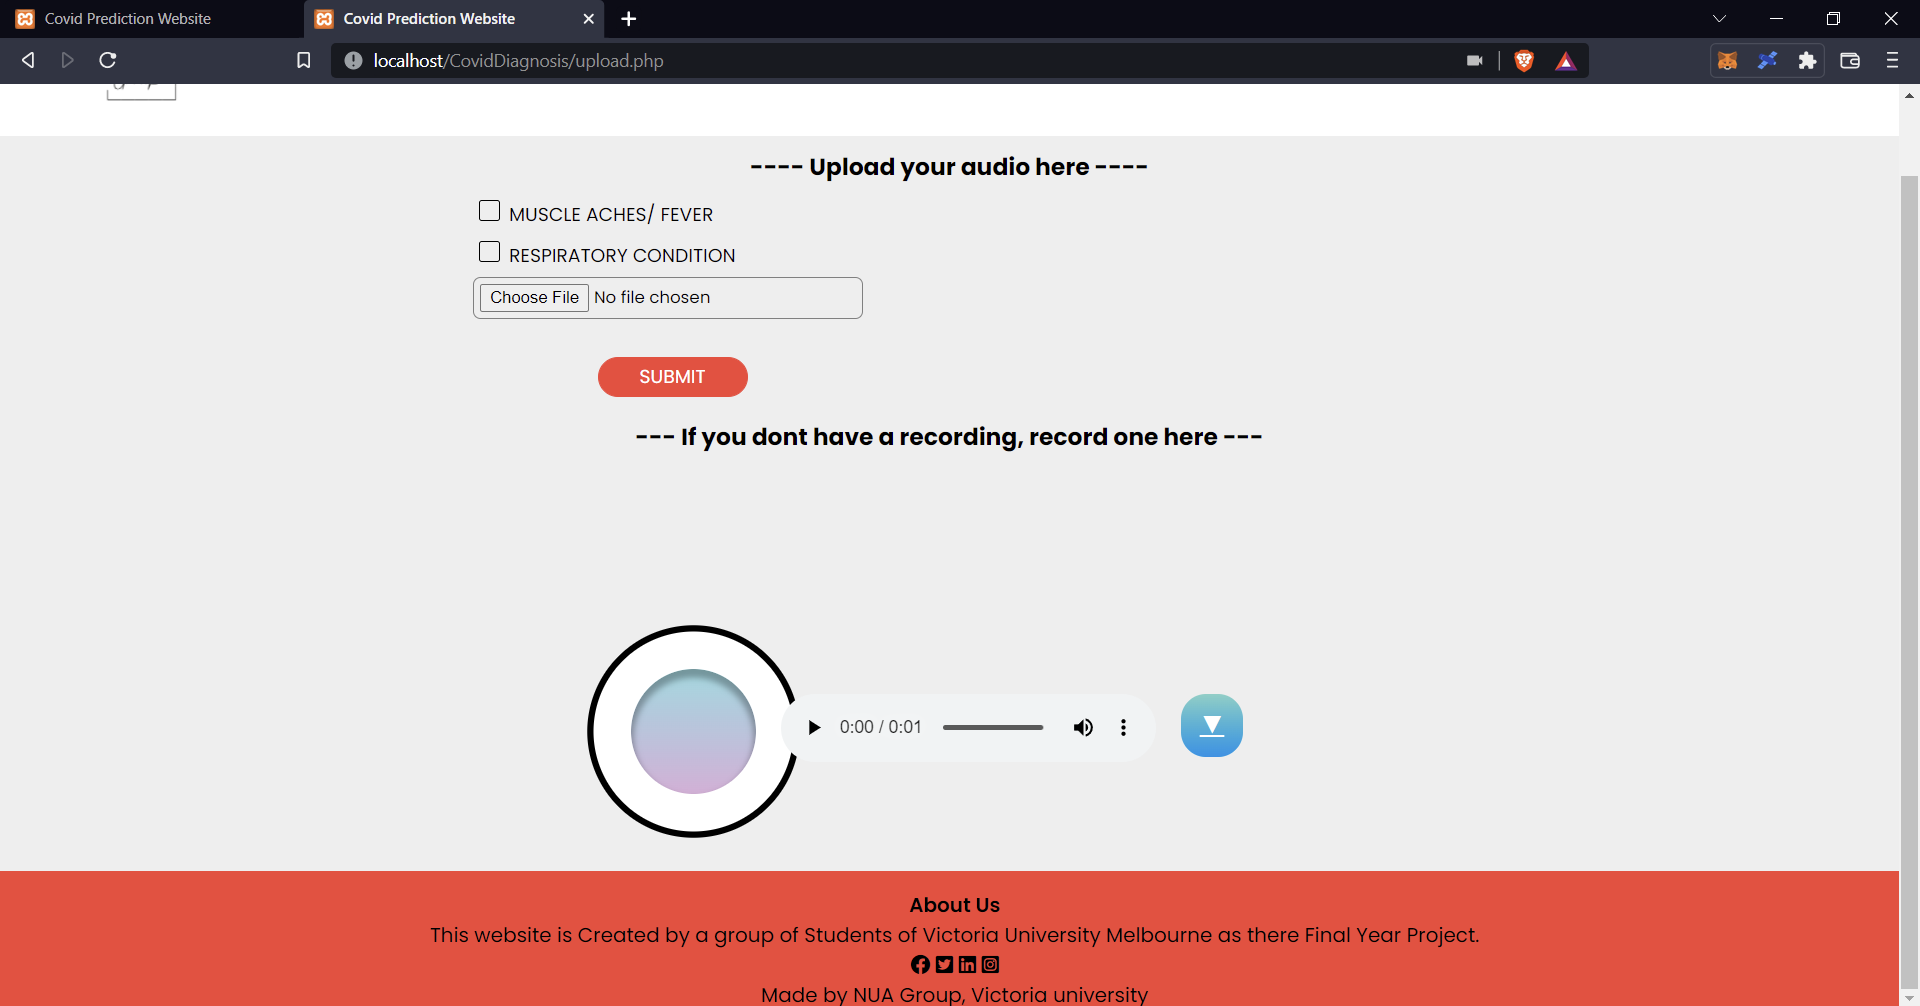 Covid Prediction Website
Covid Prediction Website
localhost/CovidDiagnosis/upload.php
---- Upload your audio here ----
MUSCLE ACHES/ FEVER
RESPIRATORY CONDITION
Choose File No file chosen
SUBMIT
--- If you dont have a recording, record one here ---
0:00 / 0:01
About Us
This website is Created by a group of Students of Victoria University Melbourne as there Final Year Project.
Made by NUA Group, Victoria university